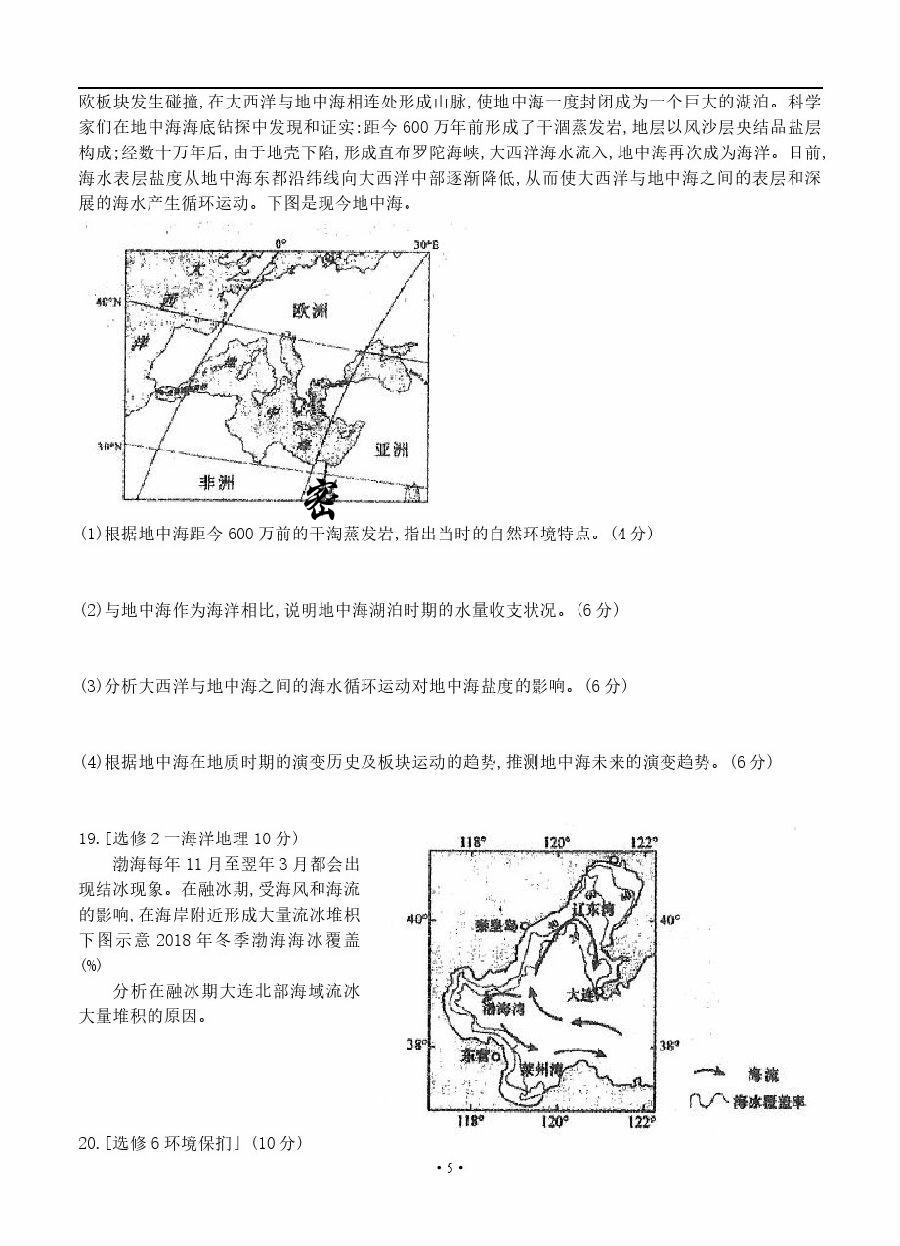 欧板块发生碰撞,在大西洋与地中海相连处形成山脉,使地中海一度封闭成为一个巨大的湖泊。科学
家们在地中海海底钻探中发现和证实:距今 600 万年前形成了干涸蒸发岩,地层以风沙层央结品盐层
构成;经数十万年后,由于地壳下陷,形成直布罗陀海峡,大西洋海水流入,地中海再次成为海洋。日前,
海水表层盐度从地中海东都沿纬线向大西洋中部逐渐降低,从而使大西洋与地中海之间的表层和深
展的海水产生循环运动。下图是现今地中海。
0° 30°E
大
40°N 西
欧洲
洋
地
中
海
30°N
亚洲
非洲
密
(1)根据地中海距今 600 万前的干淘蒸发岩,指出当时的自然环境特点。(4 分)
(2)与地中海作为海洋相比,说明地中海湖泊时期的水量收支状况。(6 分)
(3)分析大西洋与地中海之间的海水循环运动对地中海盐度的影响。(6 分)
(4)根据地中海在地质时期的演变历史及板块运动的趋势,推测地中海未来的演变趋势。(6 分)
19.[选修 2 一海洋地理 10 分)
渤海每年 11 月至翌年 3 月都会出
现结冰现象。在融冰期,受海风和海流
的影响,在海岸附近形成大量流冰堆枳
下图示意 2018 年冬季渤海海冰覆盖
(%)
分析在融冰期大连北部海域流冰
大量堆积的原因。
118° 120° 122°
辽东湾
40° 秦皇岛 40°
大连
渤海湾
38° 38°
东营
莱州湾
海流
海冰覆盖率
118° 120° 122°
20.[选修 6 环境保扪」(10 分)
· 5 ·